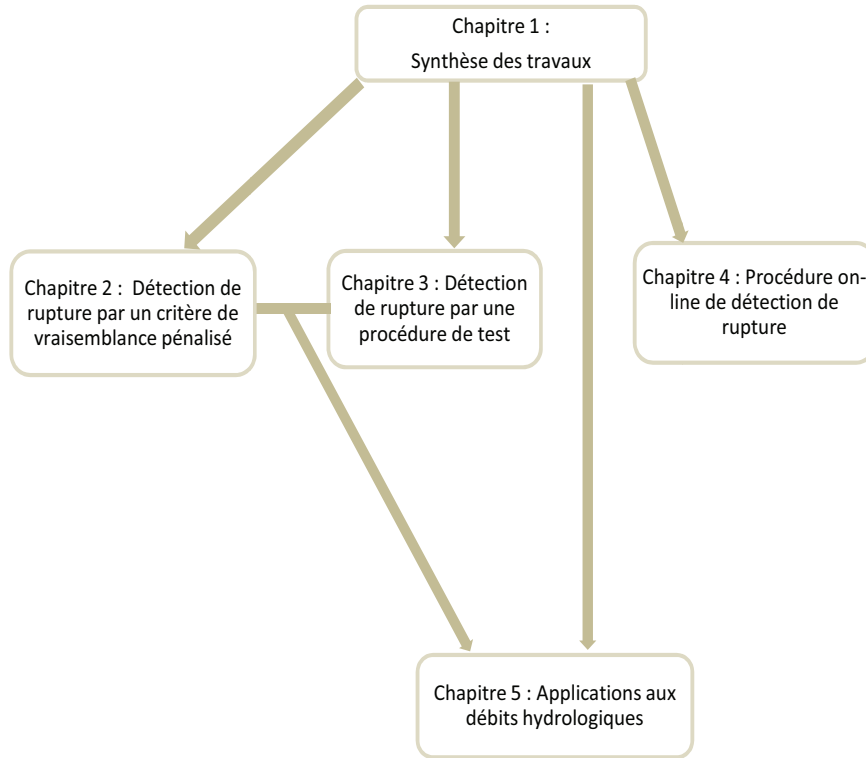 Chapitre 1 :
Synthèse des travaux
Chapitre 2 : Détection de
rupture par un critère de
vraisemblance pénalisé
Chapitre 3 : Détection
de rupture par une
procédure de test
Chapitre 4 : Procédure on-
line de détection de
rupture
Chapitre 5 : Applications aux
débits hydrologiques